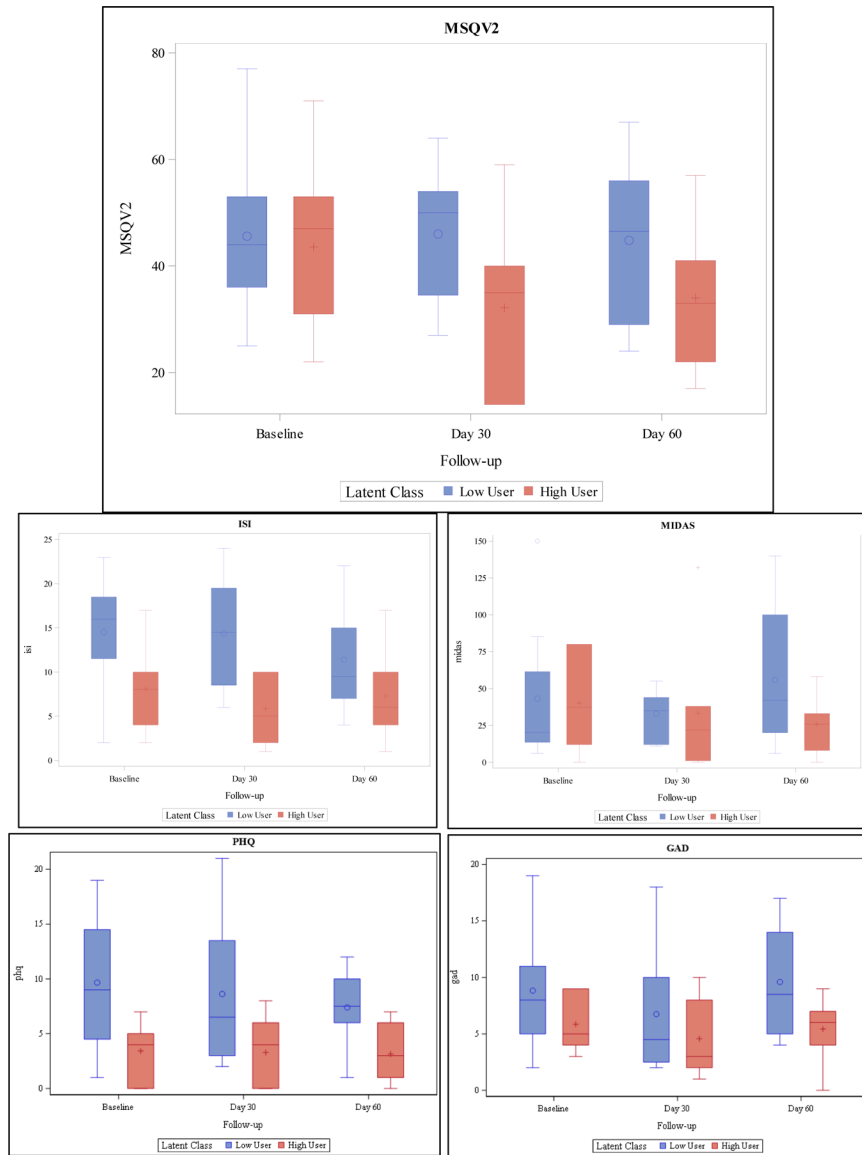 MSQV2
80
60
40
20
MSQV2
Baseline Day 30 Day 60
Follow-up
Latent Class Low User High User
ISI
25
20
15
10
5
0
isi
Baseline Day 30 Day 60
Follow-up
Latent Class Low User High User
MIDAS
150
125
100
75
50
25
0
midas
Baseline Day 30 Day 60
Follow-up
Latent Class Low User High User
PHQ
20
15
10
5
0
phq
Baseline Day 30 Day 60
Follow-up
Latent Class Low User High User
GAD
20
15
10
5
0
gad
Baseline Day 30 Day 60
Follow-up
Latent Class Low User High User